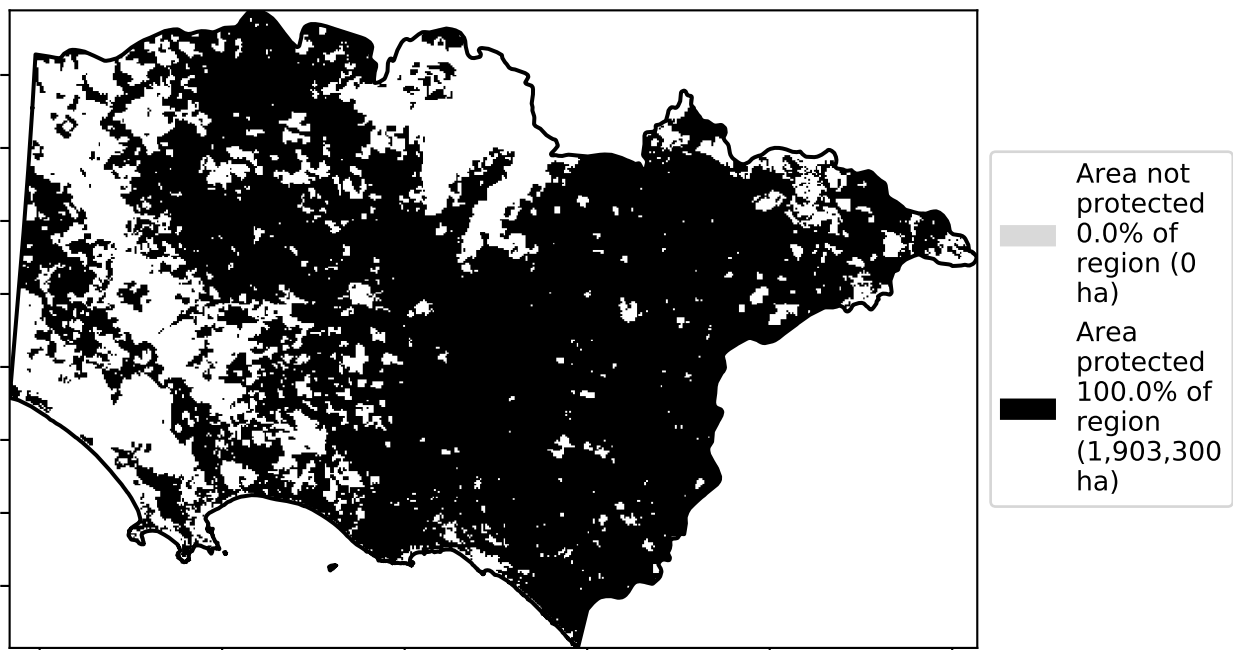 Area not
protected
0.0% of
region (0
ha)
Area
protected
100.0% of
region
(1,903,300
ha)